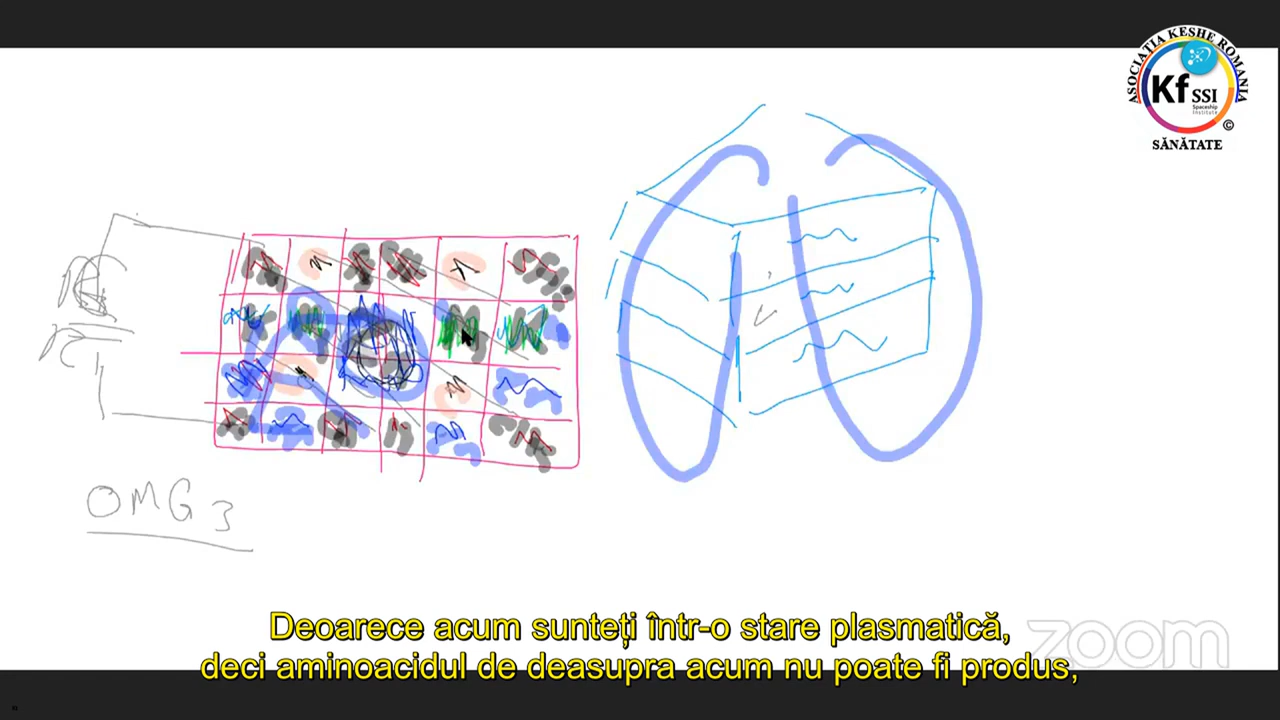 ASOCIAȚIA KESHE ROMANIA
Kf SSI
Spaceship
Institute
©
SĂNĂTATE
OMG 3
Deoarece acum sunteți într-o stare plasmatică,
deci aminoacidul de deasupra acum nu poate fi produs,
zoom